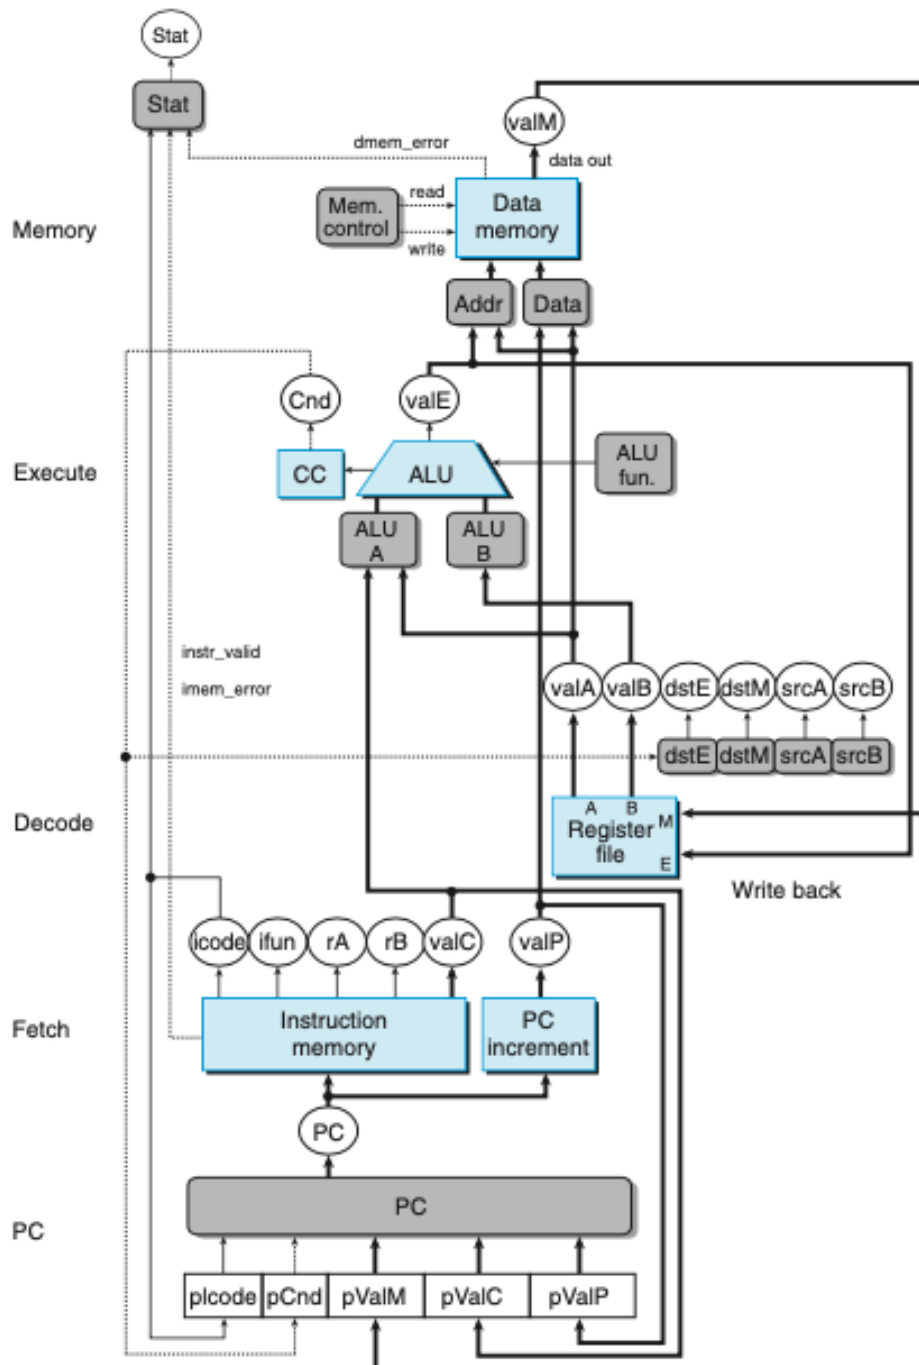 Stat
Stat
valM
dmem_error
data out
read
Mem.
control
write
Data
memory
Memory
Addr
Data
Cnd
valE
Execute
CC
ALU
ALU
fun.
ALU
A
ALU
B
instr_valid
imem_error
valA
valB
dstE
dstM
srcA
srcB
dstE
dstM
srcA
srcB
Decode
A
B
M
Register
file
E
Write back
icode
ifun
rA
rB
valC
valP
Fetch
Instruction
memory
PC
increment
PC
PC
PC
pIcode
pCnd
pValM
pValC
pValP